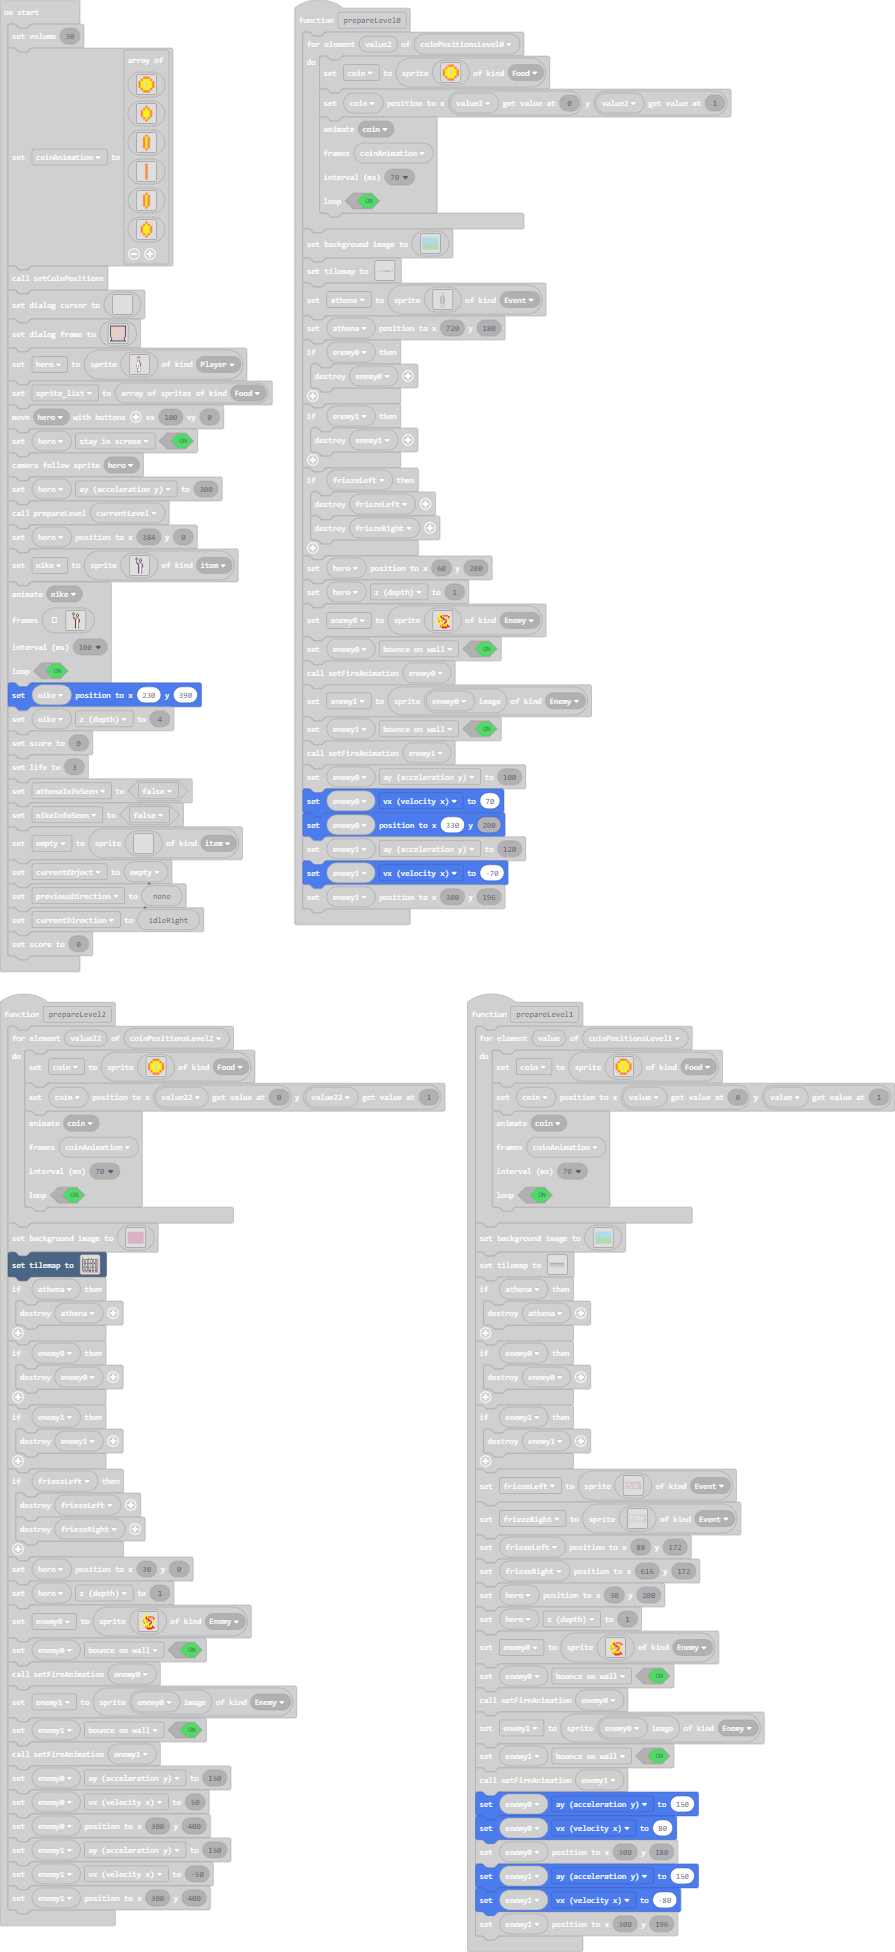 on start
set volume 30
array of
set coinAnimation to
call setCoinPositions
set dialog cursor to
set dialog frame to
set hero to sprite of kind Player
set sprite_list to array of sprites of kind Food
move hero with buttons vx 100 vy 0
set hero stay in screen ON
camera follow sprite hero
set hero ay (acceleration y) to 300
call prepareLevel currentLevel
set hero position to x 384 y 0
set nike to sprite of kind item
animate nike
frames
interval (ms) 100
loop ON
set nike position to x 230 y 390
set nike z (depth) to 4
set score to 0
set life to 3
set athenaInfoSeen to false
set nikeInfoSeen to false
set empty to sprite of kind item
set currentObject to empty
set previousDirection to none
set currentDirection to idleRight
set score to 0
function prepareLevel0
for element value2 of coinPositionsLevel0
do
set coin to sprite of kind Food
set coin position to x value2 get value at 0 y value2 get value at 1
animate coin
frames coinAnimation
interval (ms) 70
loop ON
set background image to
set tilemap to
set athena to sprite of kind Event
set athena position to x 720 y 180
if enemy0 then
destroy enemy0
if enemy1 then
destroy enemy1
if friezeLeft then
destroy friezeLeft
destroy friezeRight
set hero position to x 60 y 200
set hero z (depth) to 1
set enemy0 to sprite of kind Enemy
set enemy0 bounce on wall ON
call setFireAnimation enemy0
set enemy1 to sprite enemy0 image of kind Enemy
set enemy1 bounce on wall ON
call setFireAnimation enemy1
set enemy0 ay (acceleration y) to 100
set enemy0 vx (velocity x) to 70
set enemy0 position to x 330 y 200
set enemy1 ay (acceleration y) to 120
set enemy1 vx (velocity x) to -70
set enemy1 position to x 300 y 196
function prepareLevel2
for element value22 of coinPositionsLevel2
do
set coin to sprite of kind Food
set coin position to x value22 get value at 0 y value22 get value at 1
animate coin
frames coinAnimation
interval (ms) 70
loop ON
set background image to
set tilemap to
if athena then
destroy athena
if enemy0 then
destroy enemy0
if enemy1 then
destroy enemy1
if friezeLeft then
destroy friezeLeft
destroy friezeRight
set hero position to x 30 y 0
set hero z (depth) to 1
set enemy0 to sprite of kind Enemy
set enemy0 bounce on wall ON
call setFireAnimation enemy0
set enemy1 to sprite enemy0 image of kind Enemy
set enemy1 bounce on wall ON
call setFireAnimation enemy1
set enemy0 ay (acceleration y) to 150
set enemy0 vx (velocity x) to 50
set enemy0 position to x 300 y 400
set enemy1 ay (acceleration y) to 150
set enemy1 vx (velocity x) to -50
set enemy1 position to x 300 y 400
function prepareLevel1
for element value of coinPositionsLevel1
do
set coin to sprite of kind Food
set coin position to x value get value at 0 y value get value at 1
animate coin
frames coinAnimation
interval (ms) 70
loop ON
set background image to
set tilemap to
if athena then
destroy athena
if enemy0 then
destroy enemy0
if enemy1 then
destroy enemy1
set friezeLeft to sprite of kind Event
set friezeRight to sprite of kind Event
set friezeLeft position to x 88 y 172
set friezeRight position to x 616 y 172
set hero position to x 30 y 200
set hero z (depth) to 1
set enemy0 to sprite of kind Enemy
set enemy0 bounce on wall ON
call setFireAnimation enemy0
set enemy1 to sprite enemy0 image of kind Enemy
set enemy1 bounce on wall ON
call setFireAnimation enemy1
set enemy0 ay (acceleration y) to 150
set enemy0 vx (velocity x) to 80
set enemy0 position to x 300 y 180
set enemy1 ay (acceleration y) to 150
set enemy1 vx (velocity x) to -80
set enemy1 position to x 300 y 196